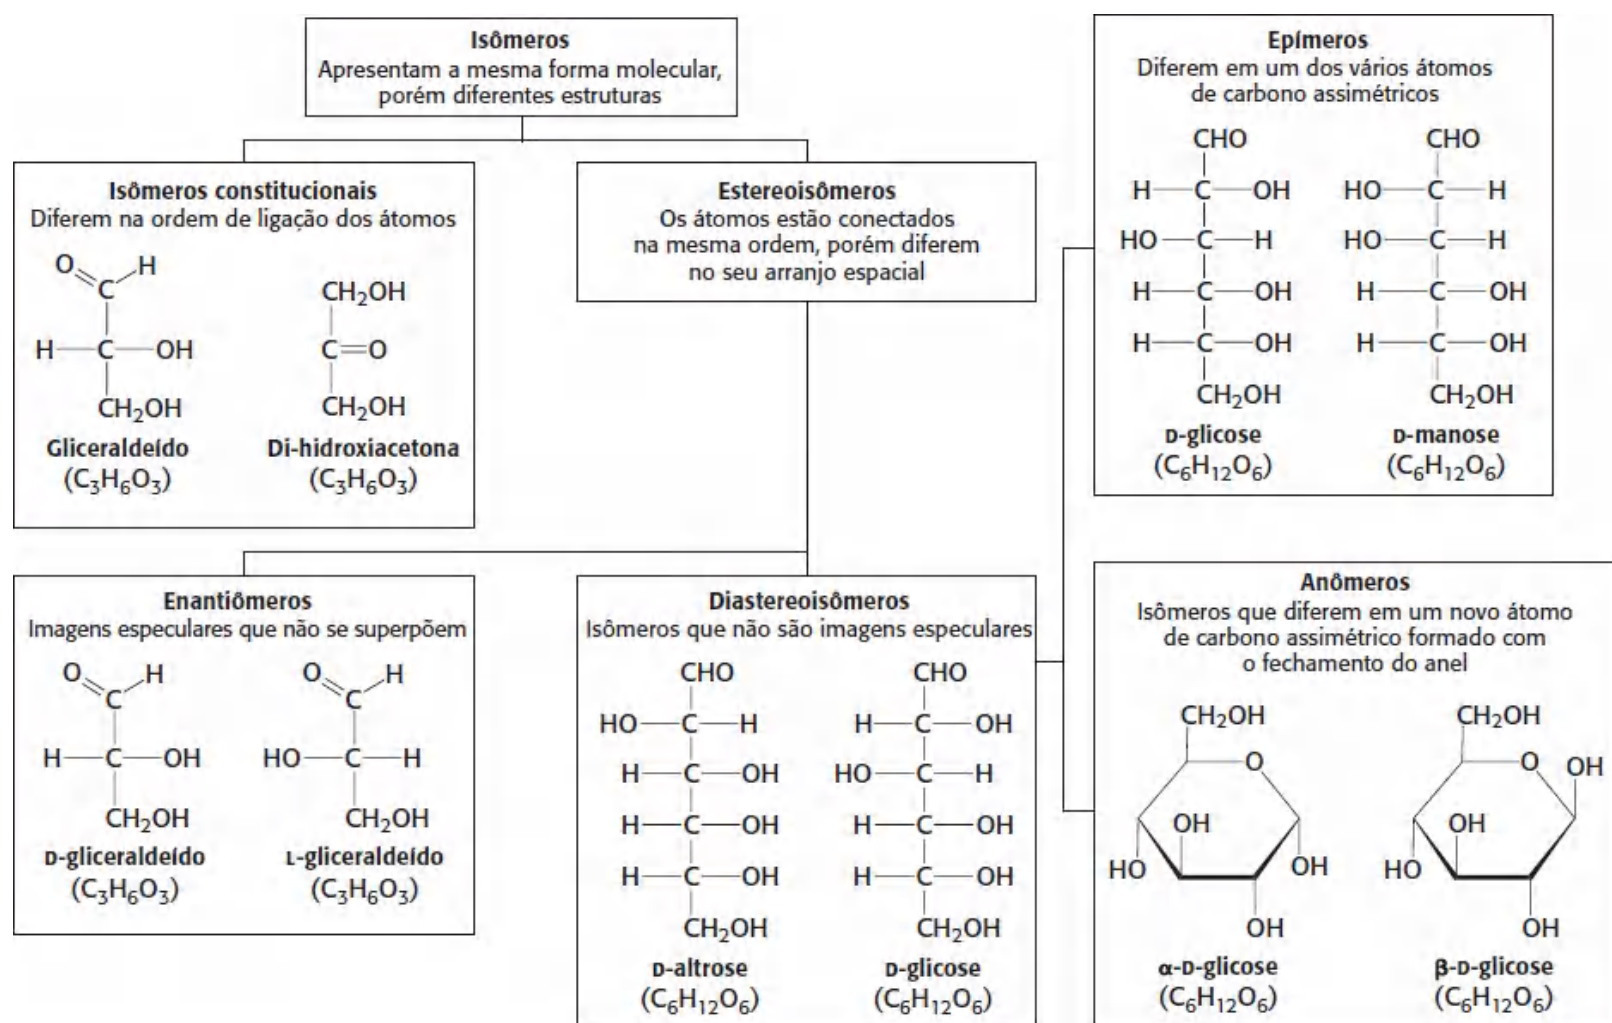 Isômeros
Apresentam a mesma forma molecular,
porém diferentes estruturas
Isômeros constitucionais
Diferem na ordem de ligação dos átomos
O H
C
H C OH
CH₂OH
Gliceraldeído
(C₃H₆O₃)
CH₂OH
C=O
CH₂OH
Di-hidroxiacetona
(C₃H₆O₃)
Estereoisômeros
Os átomos estão conectados
na mesma ordem, porém diferem
no seu arranjo espacial
Enantiômeros
Imagens especulares que não se superpõem
O H
C
H C OH
CH₂OH
D-gliceraldeído
(C₃H₆O₃)
O H
C
HO C H
CH₂OH
L-gliceraldeído
(C₃H₆O₃)
Diastereoisômeros
Isômeros que não são imagens especulares
CHO
HO C H
H C OH
H C OH
H C OH
CH₂OH
D-altrose
(C₆H₁₂O₆)
CHO
H C OH
HO C H
H C OH
H C OH
CH₂OH
D-glicose
(C₆H₁₂O₆)
Epímeros
Diferem em um dos vários átomos
de carbono assimétricos
CHO
H C OH
HO C H
H C OH
H C OH
CH₂OH
D-glicose
(C₆H₁₂O₆)
CHO
HO C H
HO C H
H C OH
H C OH
CH₂OH
D-manose
(C₆H₁₂O₆)
Anômeros
Isômeros que diferem em um novo átomo
de carbono assimétrico formado com
o fechamento do anel
CH₂OH
O
OH
HO OH
OH
α-D-glicose
(C₆H₁₂O₆)
CH₂OH
O OH
OH
HO
OH
β-D-glicose
(C₆H₁₂O₆)